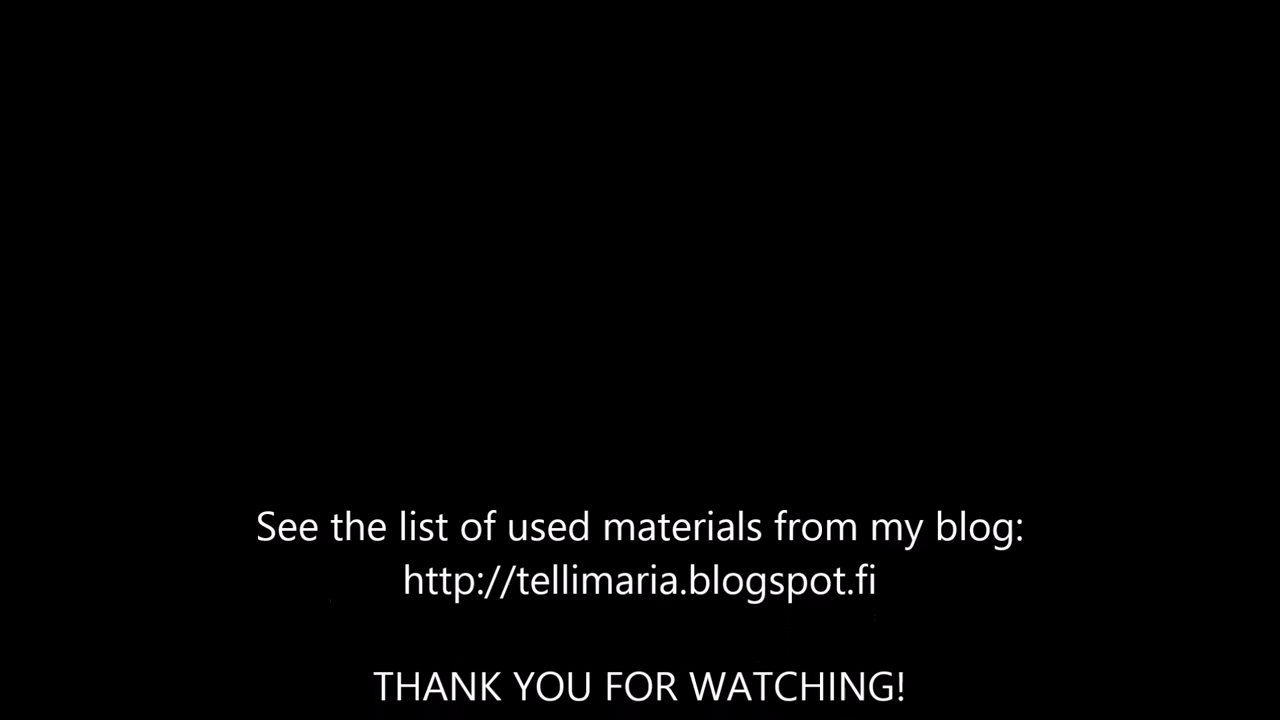 See the list of used materials from my blog:
http://tellimaria.blogspot.fi
THANK YOU FOR WATCHING!